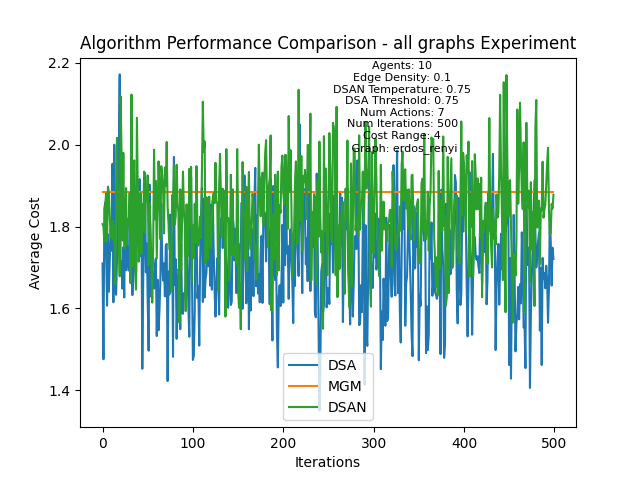 Algorithm Performance Comparison - all graphs Experiment
Agents: 10
Edge Density: 0.1
DSAN Temperature: 0.75
DSA Threshold: 0.75
Num Actions: 7
Num Iterations: 500
Cost Range: 4
Graph: erdos_renyi
2.2
2.0
1.8
1.6
1.4
Average Cost
DSA
MGM
DSAN
0 100 200 300 400 500
Iterations